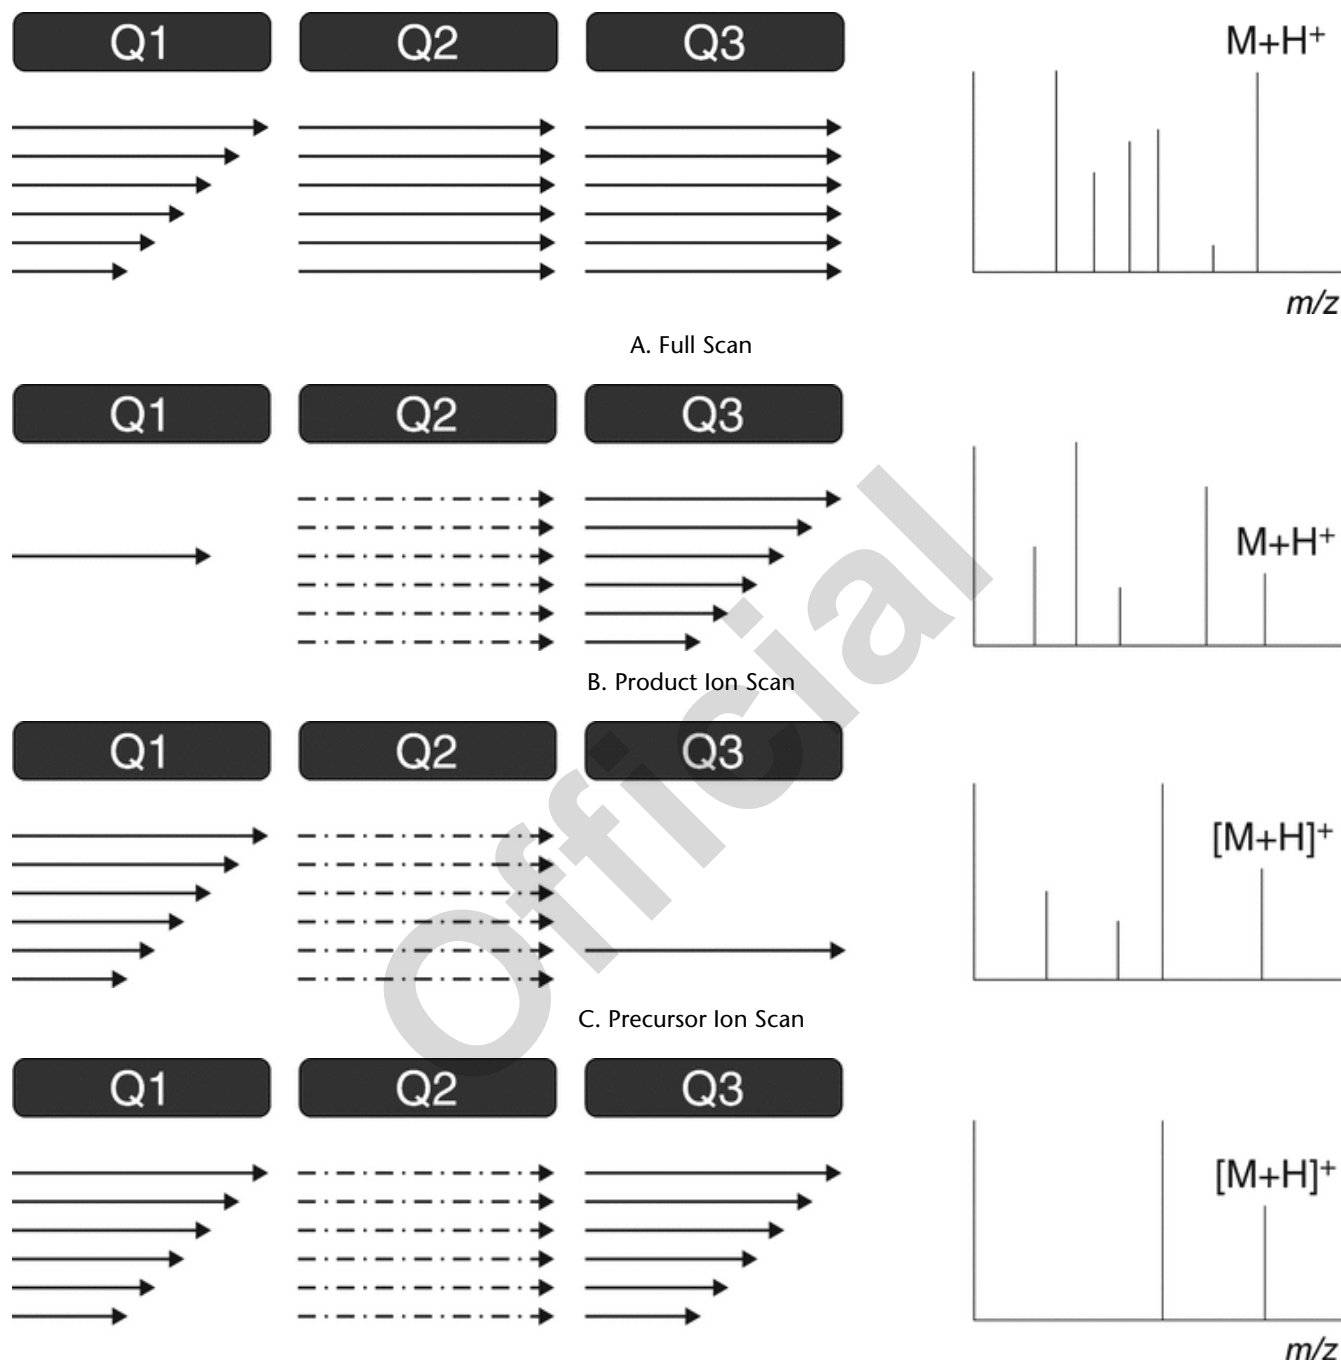 Q1 Q2 Q3 M+H⁺
m/z
A. Full Scan
Q1 Q2 Q3
M+H⁺
B. Product Ion Scan
Q1 Q2 Q3
[M+H]⁺
C. Precursor Ion Scan
Q1 Q2 Q3
[M+H]⁺
m/z
Official